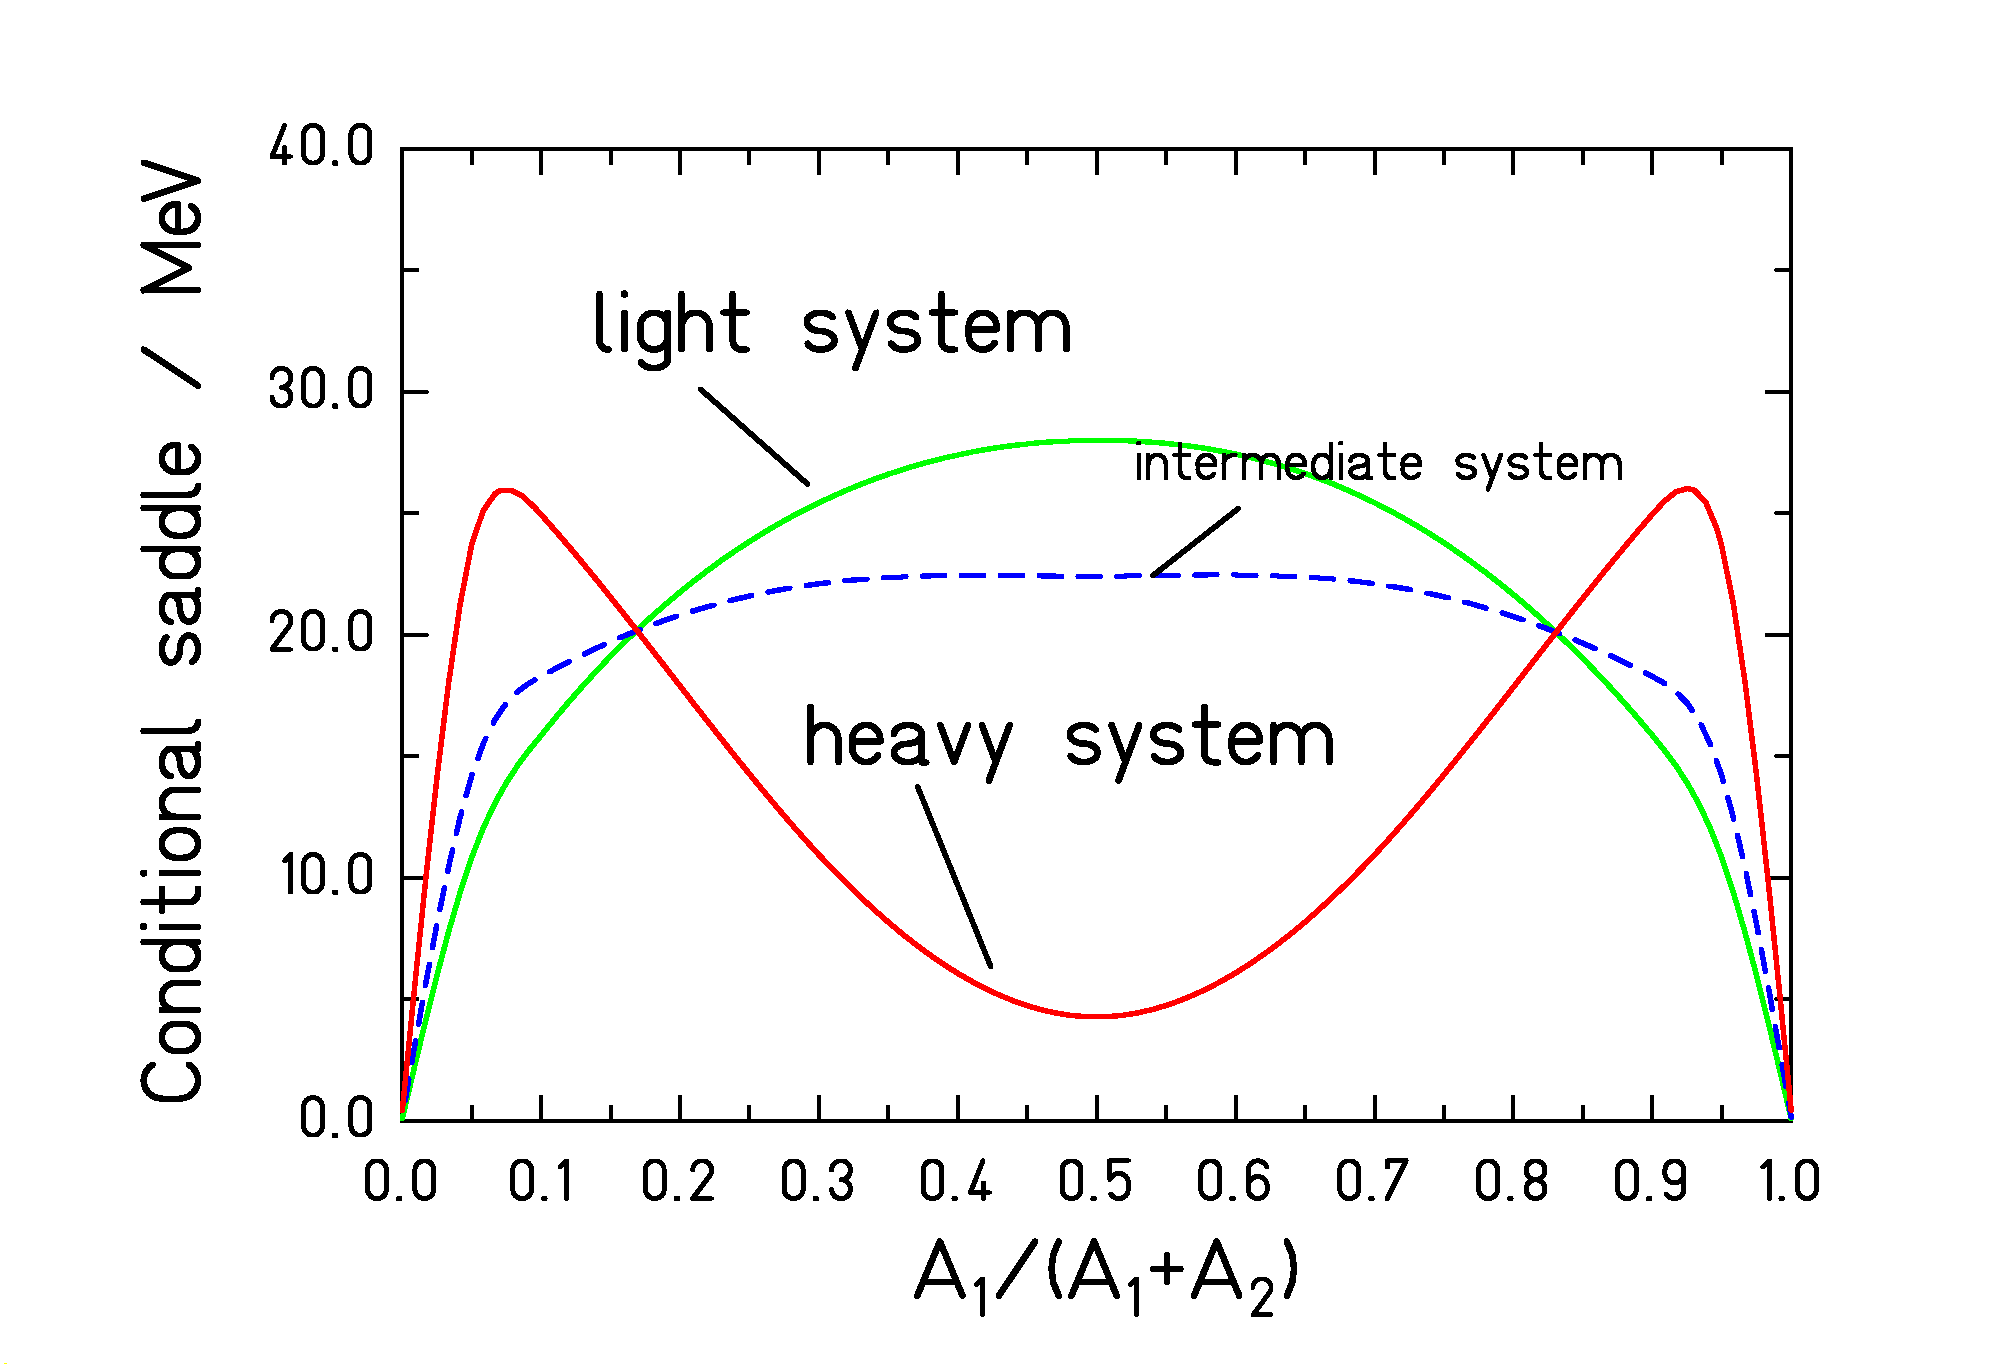 Conditional saddle / MeV
40.0
30.0
20.0
10.0
0.0
light system
intermediate system
heavy system
0.0 0.1 0.2 0.3 0.4 0.5 0.6 0.7 0.8 0.9 1.0
A₁/(A₁+A₂)